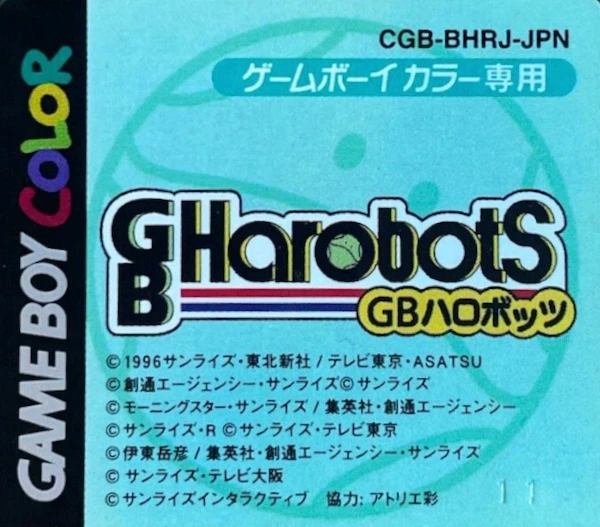 CGB-BHRJ-JPN
ゲームボーイカラー専用
GAME BOY COLOR
GB HarobotS
GBハロボッツ
©1996サンライズ・東北新社 / テレビ東京・ASATSU
©創通エージェンシー・サンライズ©サンライズ
©モーニングスター・サンライズ / 集英社・創通エージェンシー
©サンライズ・R ©サンライズ・テレビ東京
©伊東岳彦 / 集英社・創通エージェンシー・サンライズ
© サンライズ・テレビ大阪
©サンライズインタラクティブ 協力: アトリエ彩
11